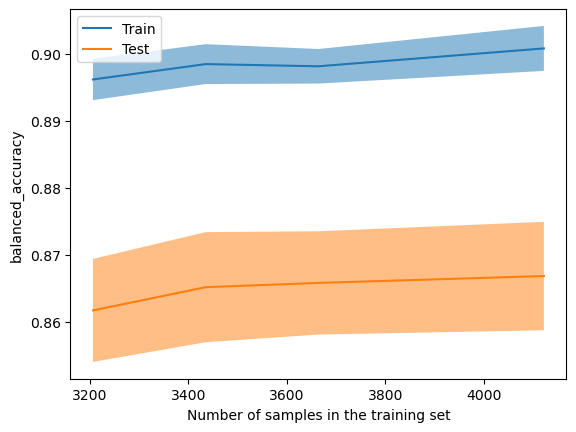 Train
Test
0.90
0.89
0.88
0.87
0.86
balanced_accuracy
3200 3400 3600 3800 4000
Number of samples in the training set